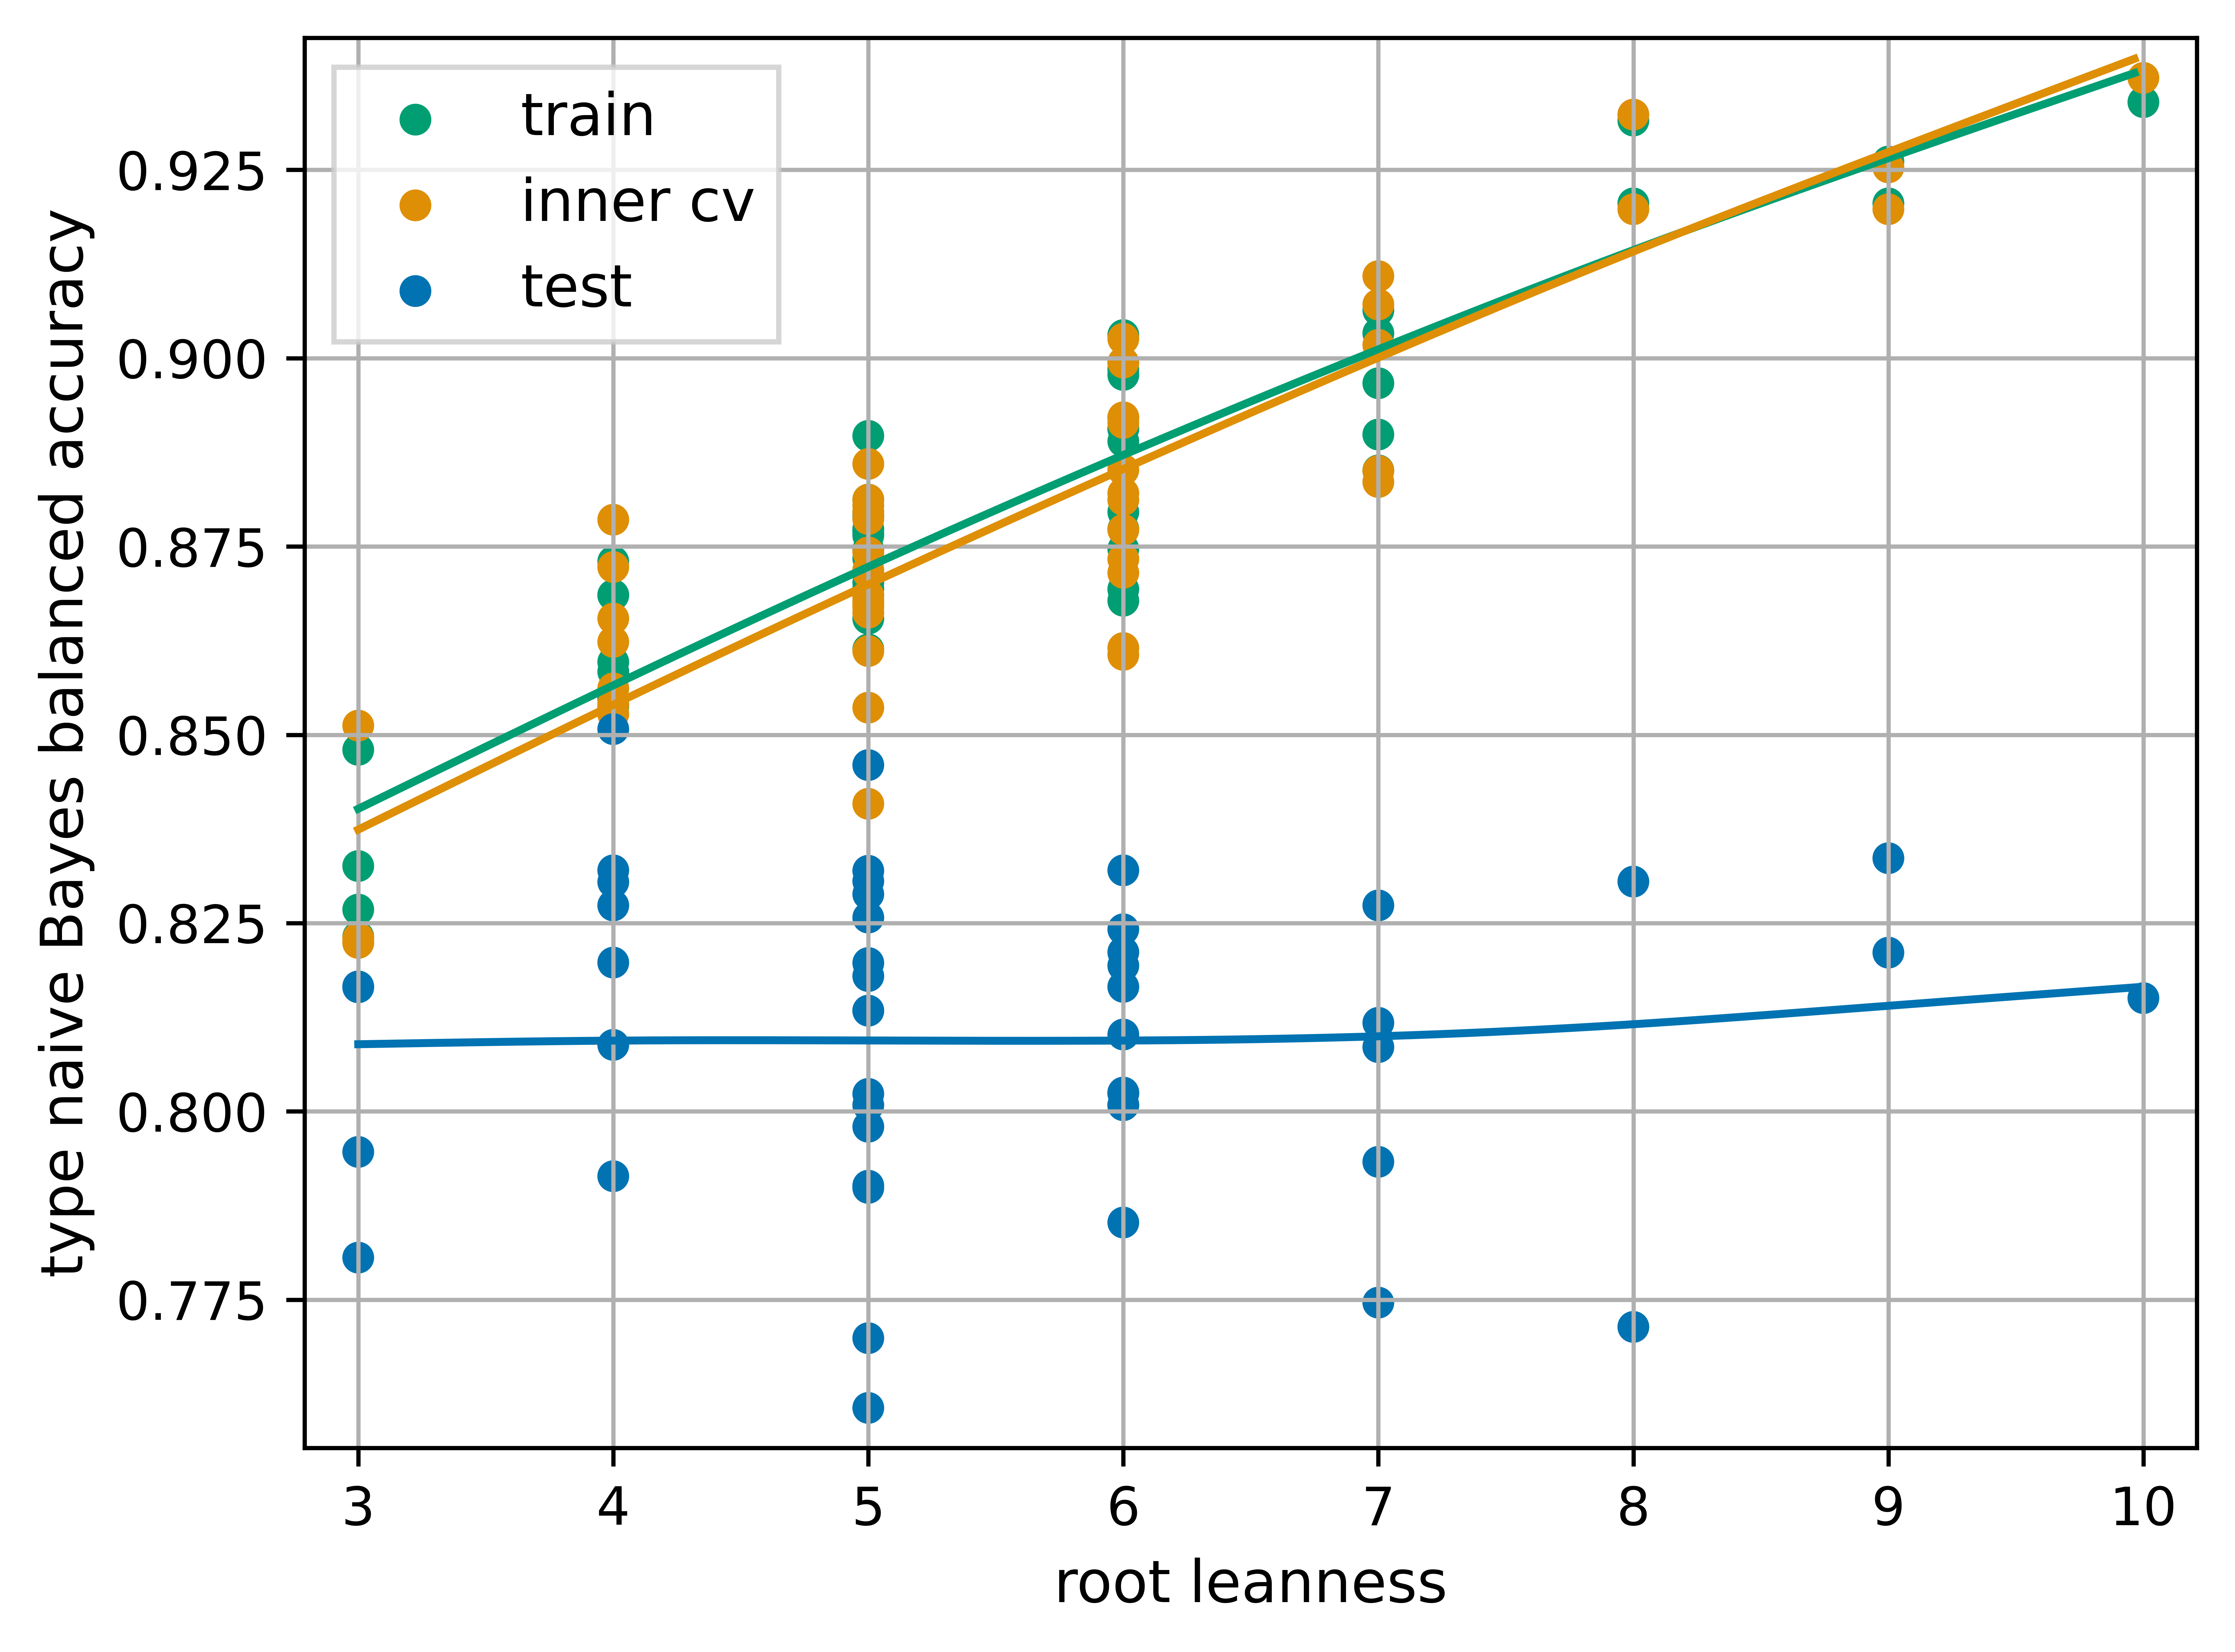 train
inner cv
test
type naive Bayes balanced accuracy
0.925
0.900
0.875
0.850
0.825
0.800
0.775
3 4 5 6 7 8 9 10
root leanness